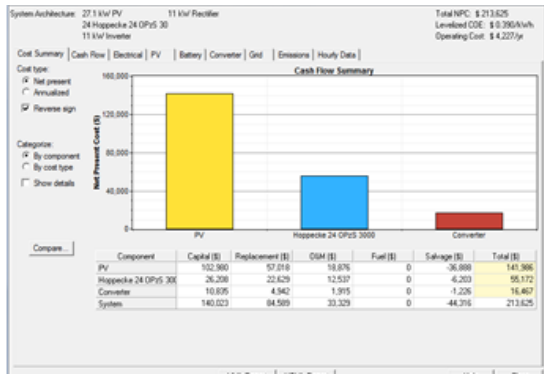 System Architecture: 27.1 kW PV 11 kW Rectifier
24 Hoppecke 24 OPzS 30
11 kW Inverter
Total NPC: $ 213,625
Levelized COE: $ 0.390/kWh
Operating Cost: $ 4,227/yr
Cost Summary Cash Flow Electrical PV Battery Converter Grid Emissions Hourly Data
Cost type:
Net present
Annualized
Reverse sign
Categorize:
By component
By cost type
Show details
Compare...
Cash Flow Summary
Net Present Cost ($)
160,000
120,000
80,000
40,000
0
PV Hoppecke 24 OPzS 3000 Converter
Component Capital ($) Replacement ($) O&M ($) Fuel ($) Salvage ($) Total ($)
PV 102,980 57,018 18,876 0 -36,888 141,986
Hoppecke 24 OPzS 300 26,208 22,629 12,537 0 -6,203 55,172
Converter 10,835 4,942 1,915 0 -1,226 16,467
System 140,023 84,589 33,329 0 -44,316 213,625